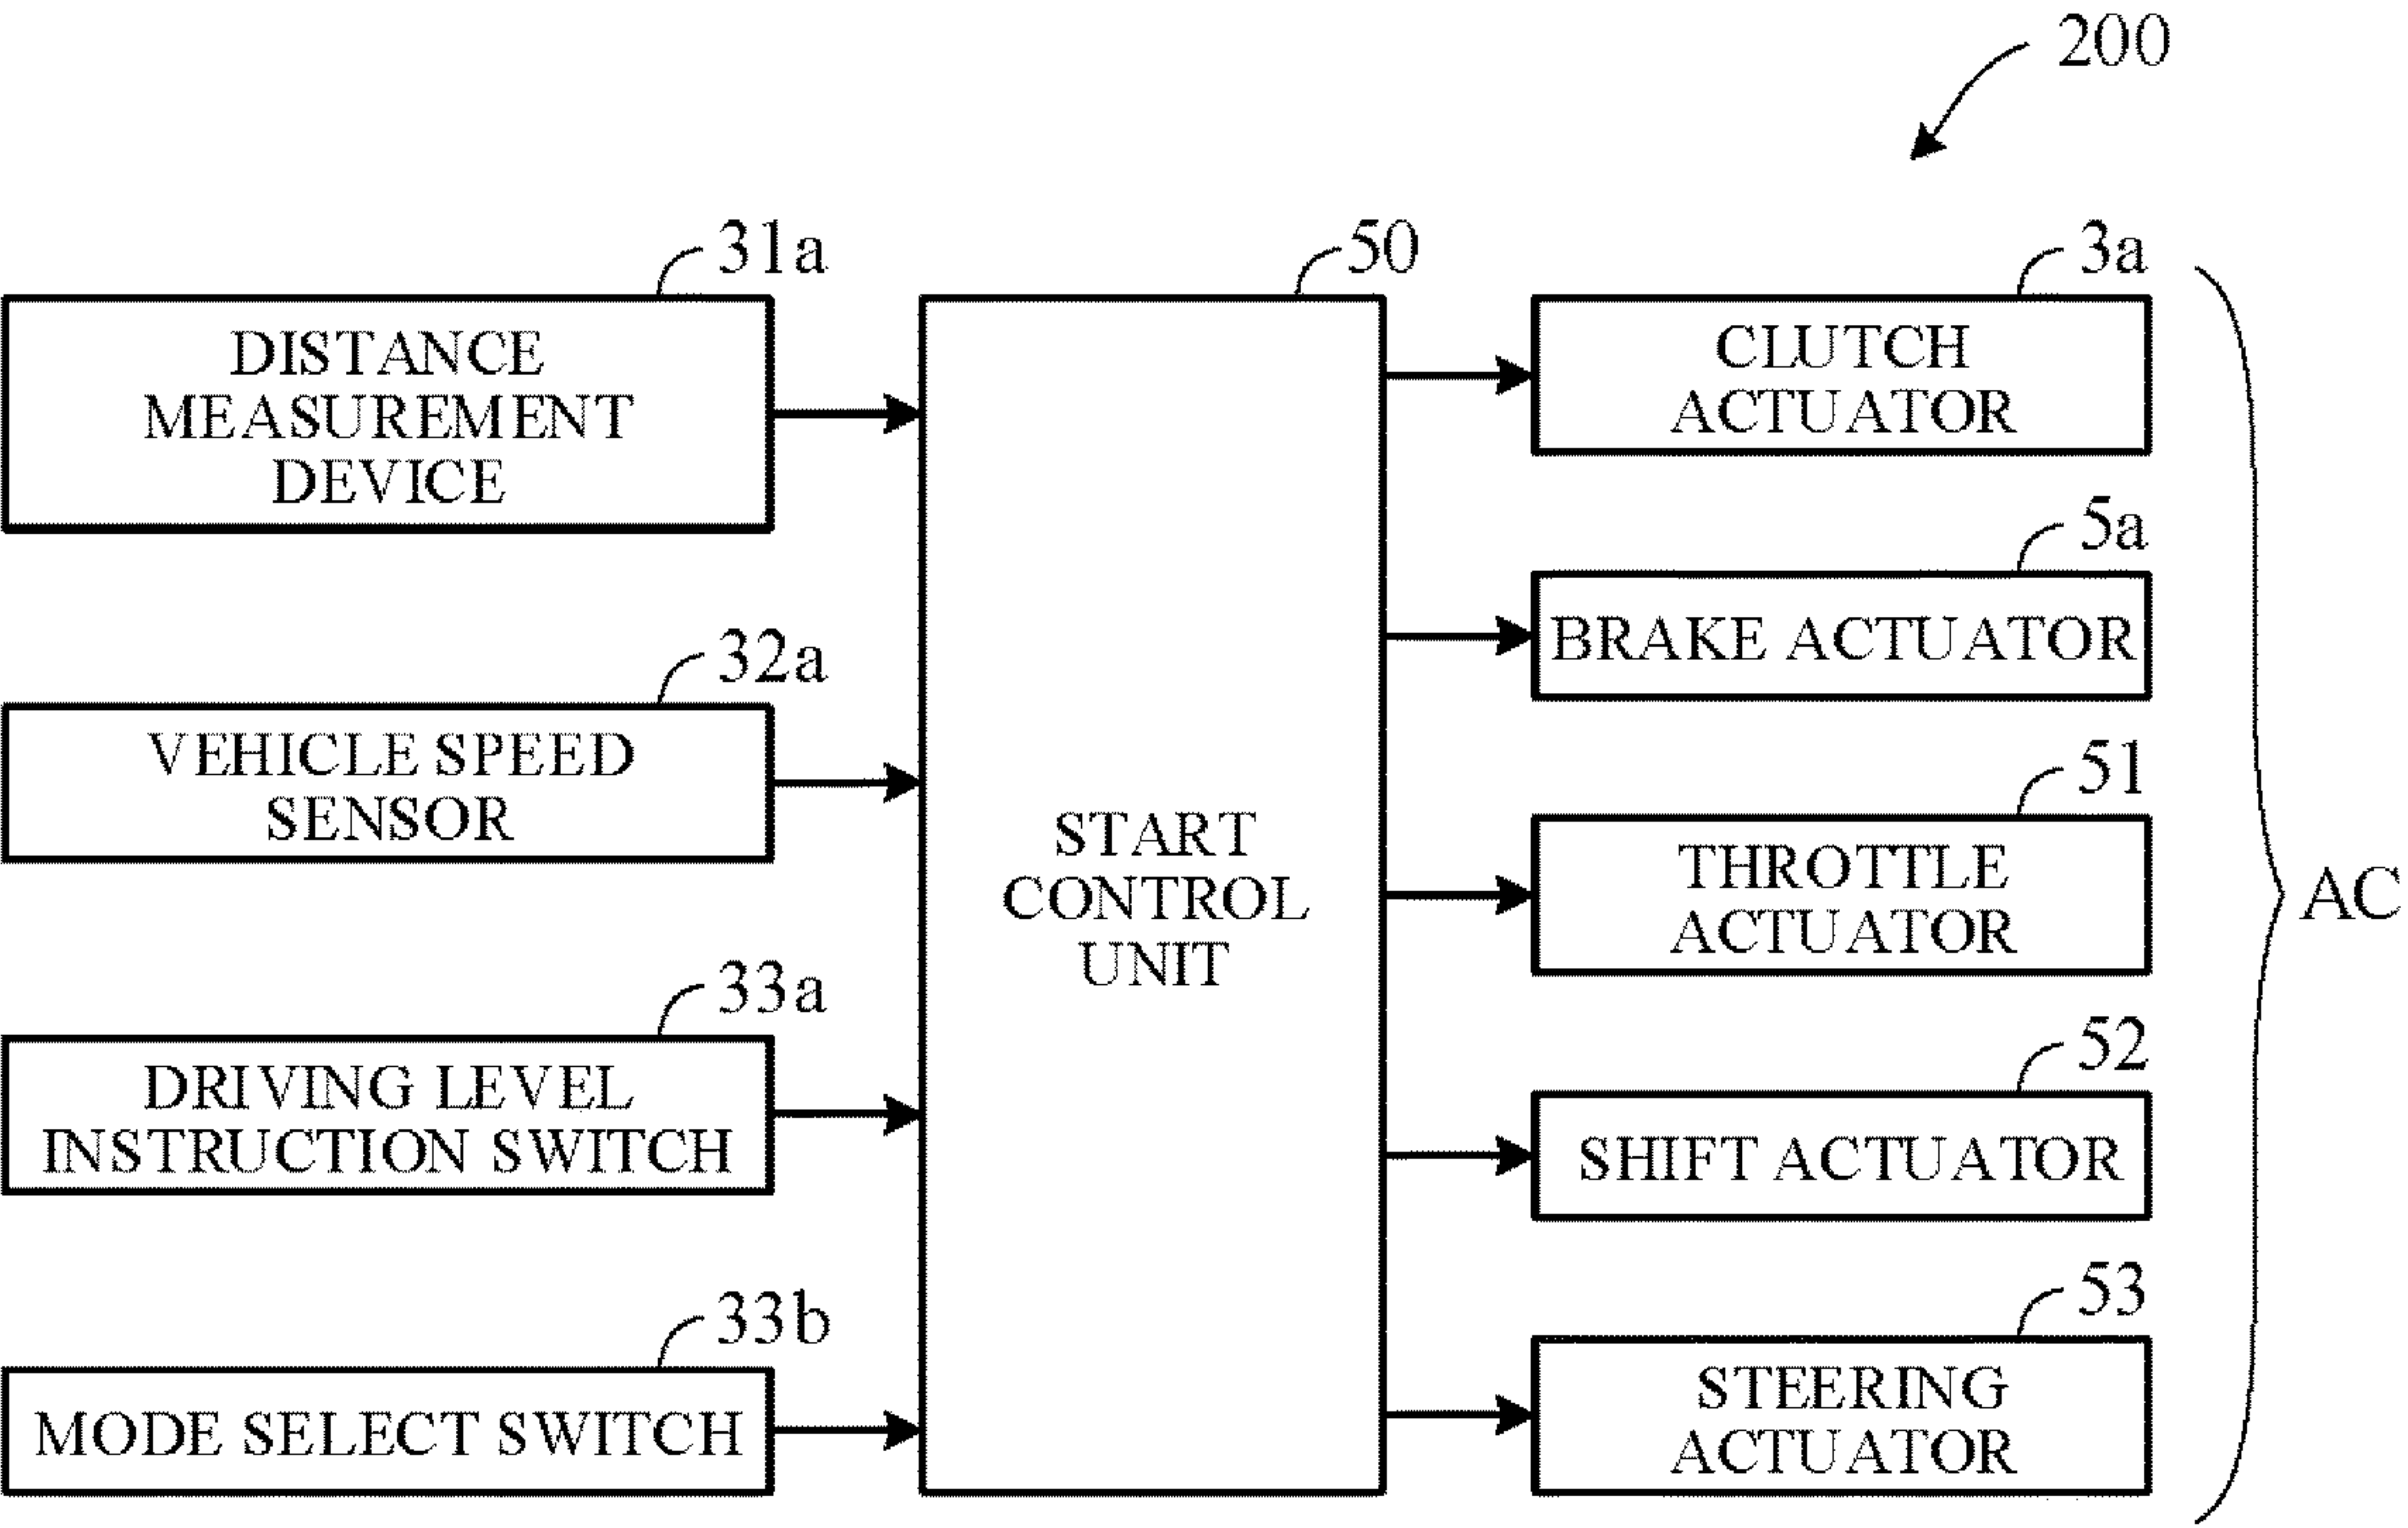 200
31a
DISTANCE
MEASUREMENT
DEVICE
32a
VEHICLE SPEED
SENSOR
33a
DRIVING LEVEL
INSTRUCTION SWITCH
33b
MODE SELECT SWITCH
50
START
CONTROL
UNIT
3a
CLUTCH
ACTUATOR
5a
BRAKE ACTUATOR
51
THROTTLE
ACTUATOR
52
SHIFT ACTUATOR
53
STEERING
ACTUATOR
AC